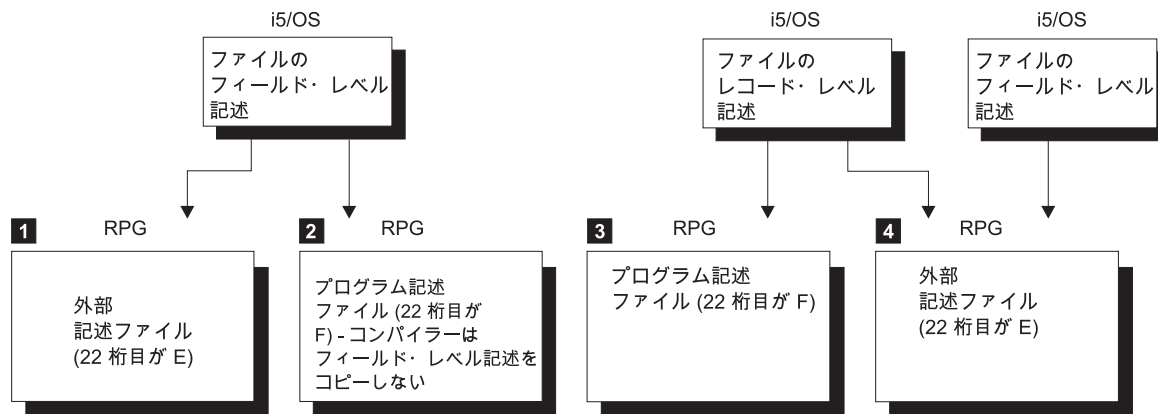 i5/OS
ファイルの
フィールド・レベル
記述
i5/OS
ファイルの
レコード・レベル
記述
i5/OS
ファイルの
フィールド・レベル
記述
1 RPG
外部
記述ファイル
(22 桁目が E)
2 RPG
プログラム記述
ファイル (22 桁目が
F) - コンパイラーは
フィールド・レベル記述を
コピーしない
3 RPG
プログラム記述
ファイル (22 桁目が F)
4 RPG
外部
記述ファイル
(22 桁目が E)